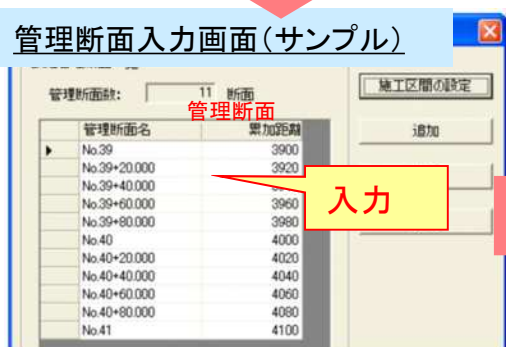 管理断面入力画面(サンプル)
管理断面数: 11 断面
施工区間の設定
管理断面
管理断面名 累加距離
追加
No.39 3900
No.39+20.000 3920
No.39+40.000
入力
No.39+60.000 3960
No.39+80.000 3980
No.40 4000
No.40+20.000 4020
No.40+40.000 4040
No.40+60.000 4060
No.40+80.000 4080
No.41 4100